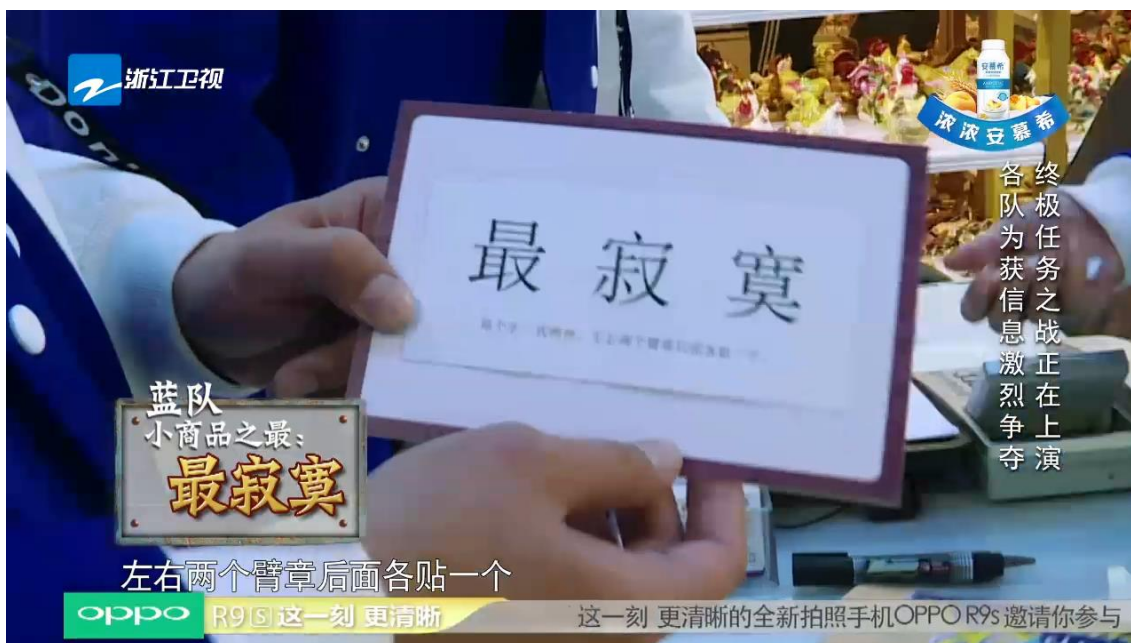 浙江卫视
安慕希
浓浓安慕希
终极任务之战正在上演
各队为获信息激烈争夺
最寂寞
蓝队
小商品之最:
最寂寞
左右两个臂章后面各贴一个
oppo R9s 这一刻 更清晰
这一刻 更清晰的全新拍照手机OPPO R9s 邀请你参与